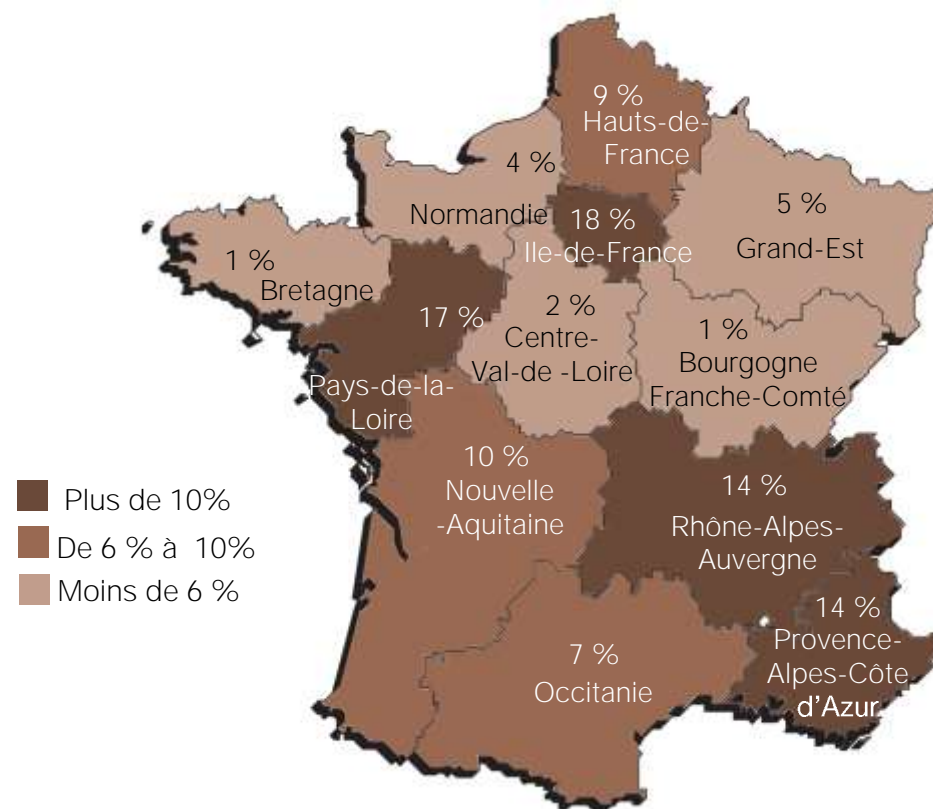 9 %
Hauts-de-
France
4 %
Normandie
18 %
Ile-de-France
5 %
Grand-Est
1 %
Bretagne
17 %
Pays-de-la-
Loire
2 %
Centre-
Val-de -Loire
1 %
Bourgogne
Franche-Comté
10 %
Nouvelle
-Aquitaine
14 %
Rhône-Alpes-
Auvergne
14 %
Provence-
Alpes-Côte
d'Azur
7 %
Occitanie
Plus de 10%
De 6 % à 10%
Moins de 6 %